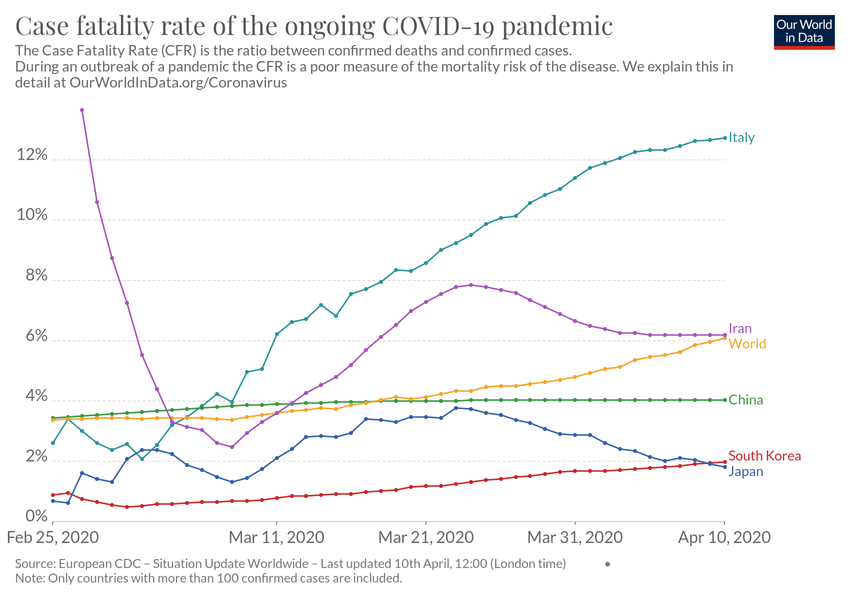 Case fatality rate of the ongoing COVID-19 pandemic
Our World
in Data
The Case Fatality Rate (CFR) is the ratio between confirmed deaths and confirmed cases.
During an outbreak of a pandemic the CFR is a poor measure of the mortality risk of the disease. We explain this in
detail at OurWorldInData.org/Coronavirus
Italy
12%
10%
8%
6%
Iran
World
4%
China
2%
South Korea
Japan
0%
Feb 25, 2020
Mar 11, 2020
Mar 21, 2020
Mar 31, 2020
Apr 10, 2020
Source: European CDC – Situation Update Worldwide – Last updated 10th April, 12:00 (London time)
Note: Only countries with more than 100 confirmed cases are included.